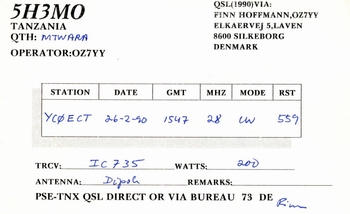 5H3MO
TANZANIA
QTH: MTWARA
OPERATOR:OZ7YY
QSL(1990)VIA:
FINN HOFFMANN,OZ7YY
ELKAERVEJ 5,LAVEN
8600 SILKEBORG
DENMARK
STATION DATE GMT MHZ MODE RST
YCØECT 26-2-90 1547 28 CW 559
TRCV: IC735 WATTS: 200
ANTENNA: Dipole REMARKS:
PSE-TNX QSL DIRECT OR VIA BUREAU 73 DE